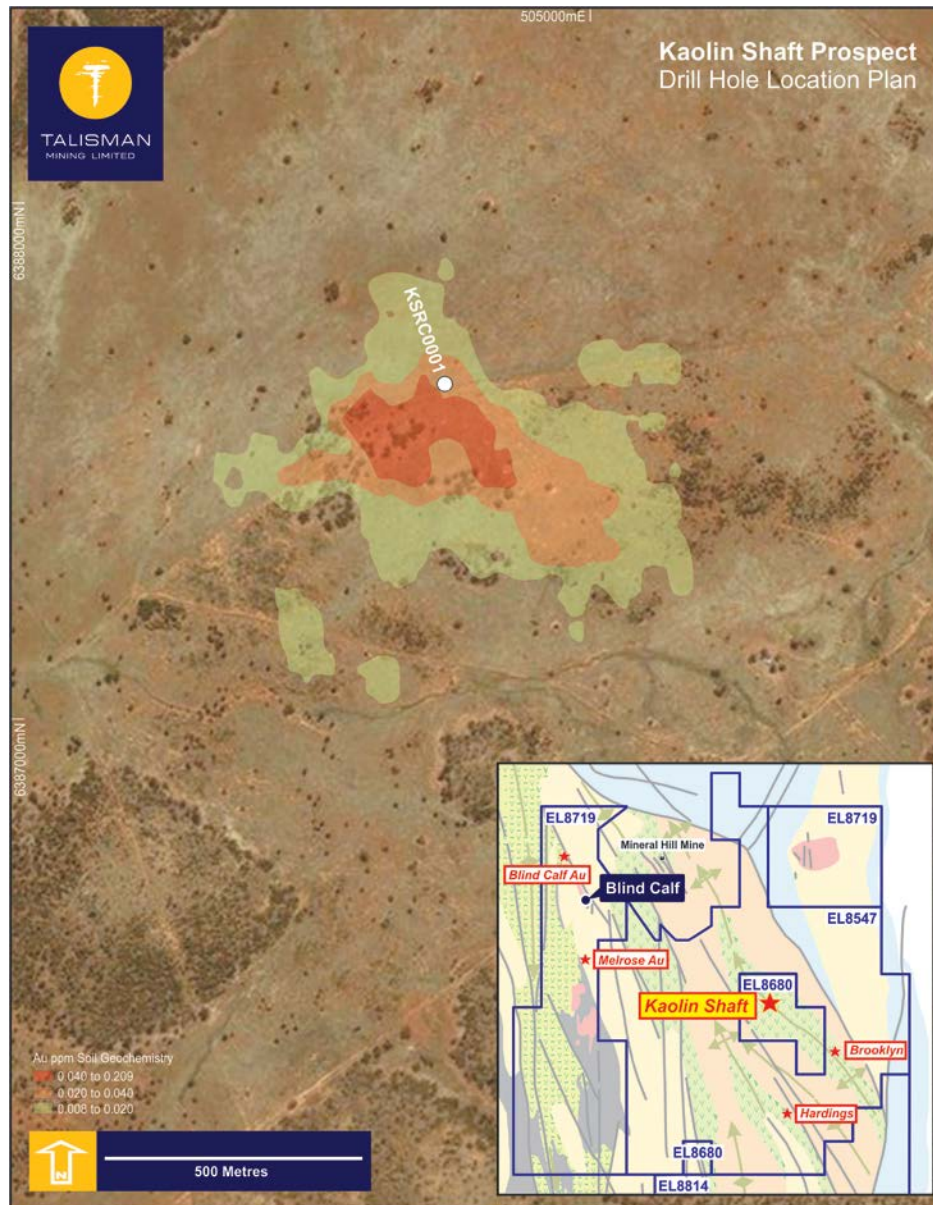 505000mE
Kaolin Shaft Prospect
Drill Hole Location Plan
TALISMAN
MINING LIMITED
6388000mN
KSRC0001
6387000mN
EL8719
Mineral Hill Mine
EL8719
Blind Calf Au
Blind Calf
EL8547
Melrose Au
EL8680
Kaolin Shaft
Brooklyn
Hardings
EL8680
EL8814
Au ppm Soil Geochemistry
0.040 to 0.209
0.020 to 0.040
0.008 to 0.020
N
500 Metres